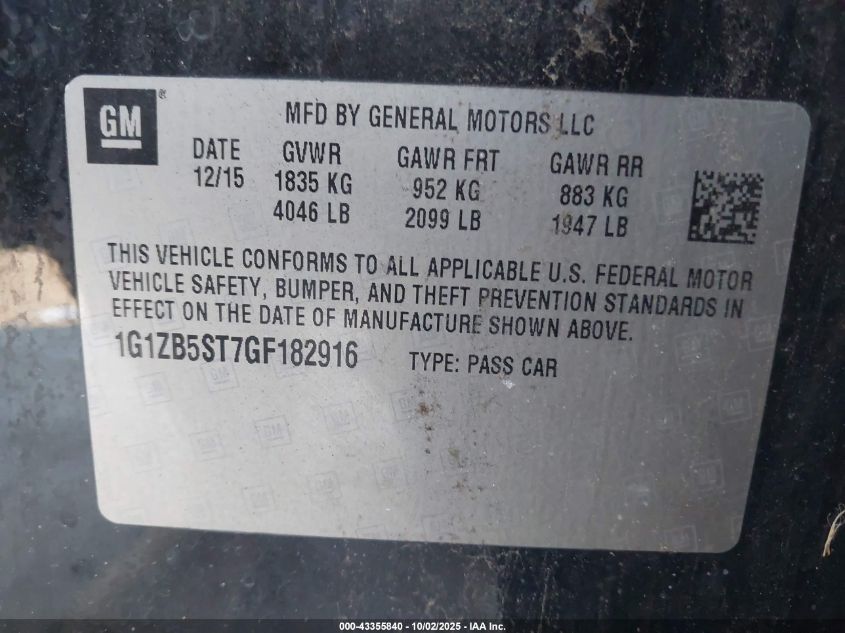 GM®
MFD BY GENERAL MOTORS LLC
DATE GVWR GAWR FRT GAWR RR
12/15 1835 KG 952 KG 883 KG
4046 LB 2099 LB 1947 LB
THIS VEHICLE CONFORMS TO ALL APPLICABLE U.S. FEDERAL MOTOR
VEHICLE SAFETY, BUMPER, AND THEFT PREVENTION STANDARDS IN
EFFECT ON THE DATE OF MANUFACTURE SHOWN ABOVE.
1G1ZB5ST7GF182916 TYPE: PASS CAR
000-43355840 - 10/02/2025 - IAA Inc.